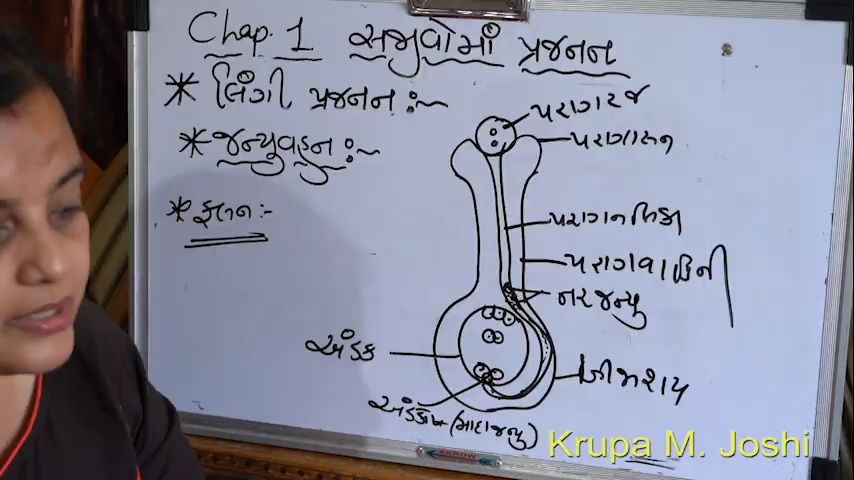 Chap. 1 સજીવોમાં પ્રજનન
* લિંગી પ્રજનન :~
* જન્યુવહન :~
* ફલન :-
પરાગરજ
પરાગાસન
પરાગનલિકા
પરાગવાહિની
નરજન્યુ
અંડક
બીજાશય
અંડકોષ (માદાજન્યુ)
Krupa M. Joshi
ARROW